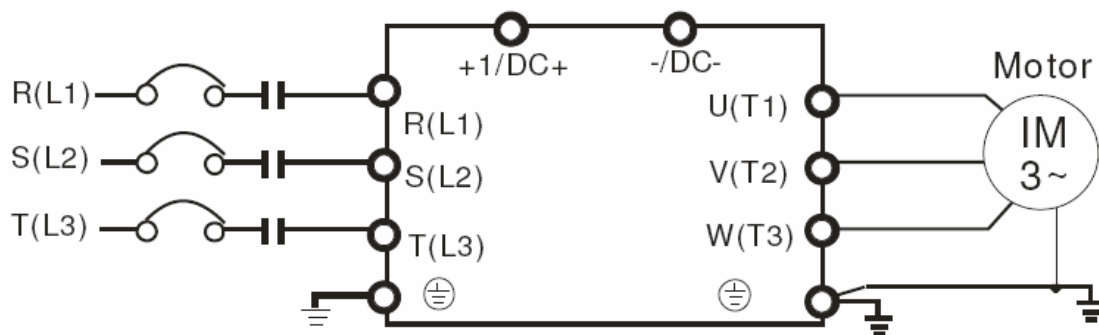 +1/DC+
-/DC-
Motor
R(L1)
R(L1)
U(T1)
IM
3~
S(L2)
S(L2)
V(T2)
T(L3)
T(L3)
W(T3)